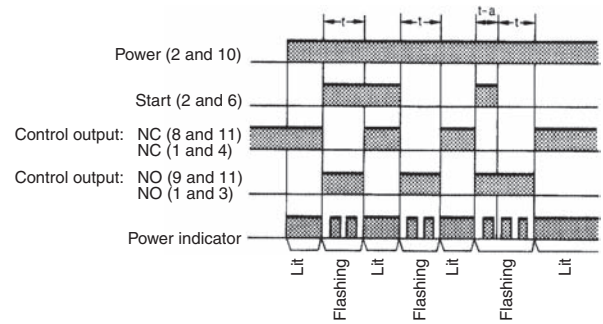 t-a
t t t
Power (2 and 10)
Start (2 and 6)
Control output: NC (8 and 11)
NC (1 and 4)
Control output: NO (9 and 11)
NO (1 and 3)
Power indicator
Lit Flashing Lit Flashing Lit Flashing Lit